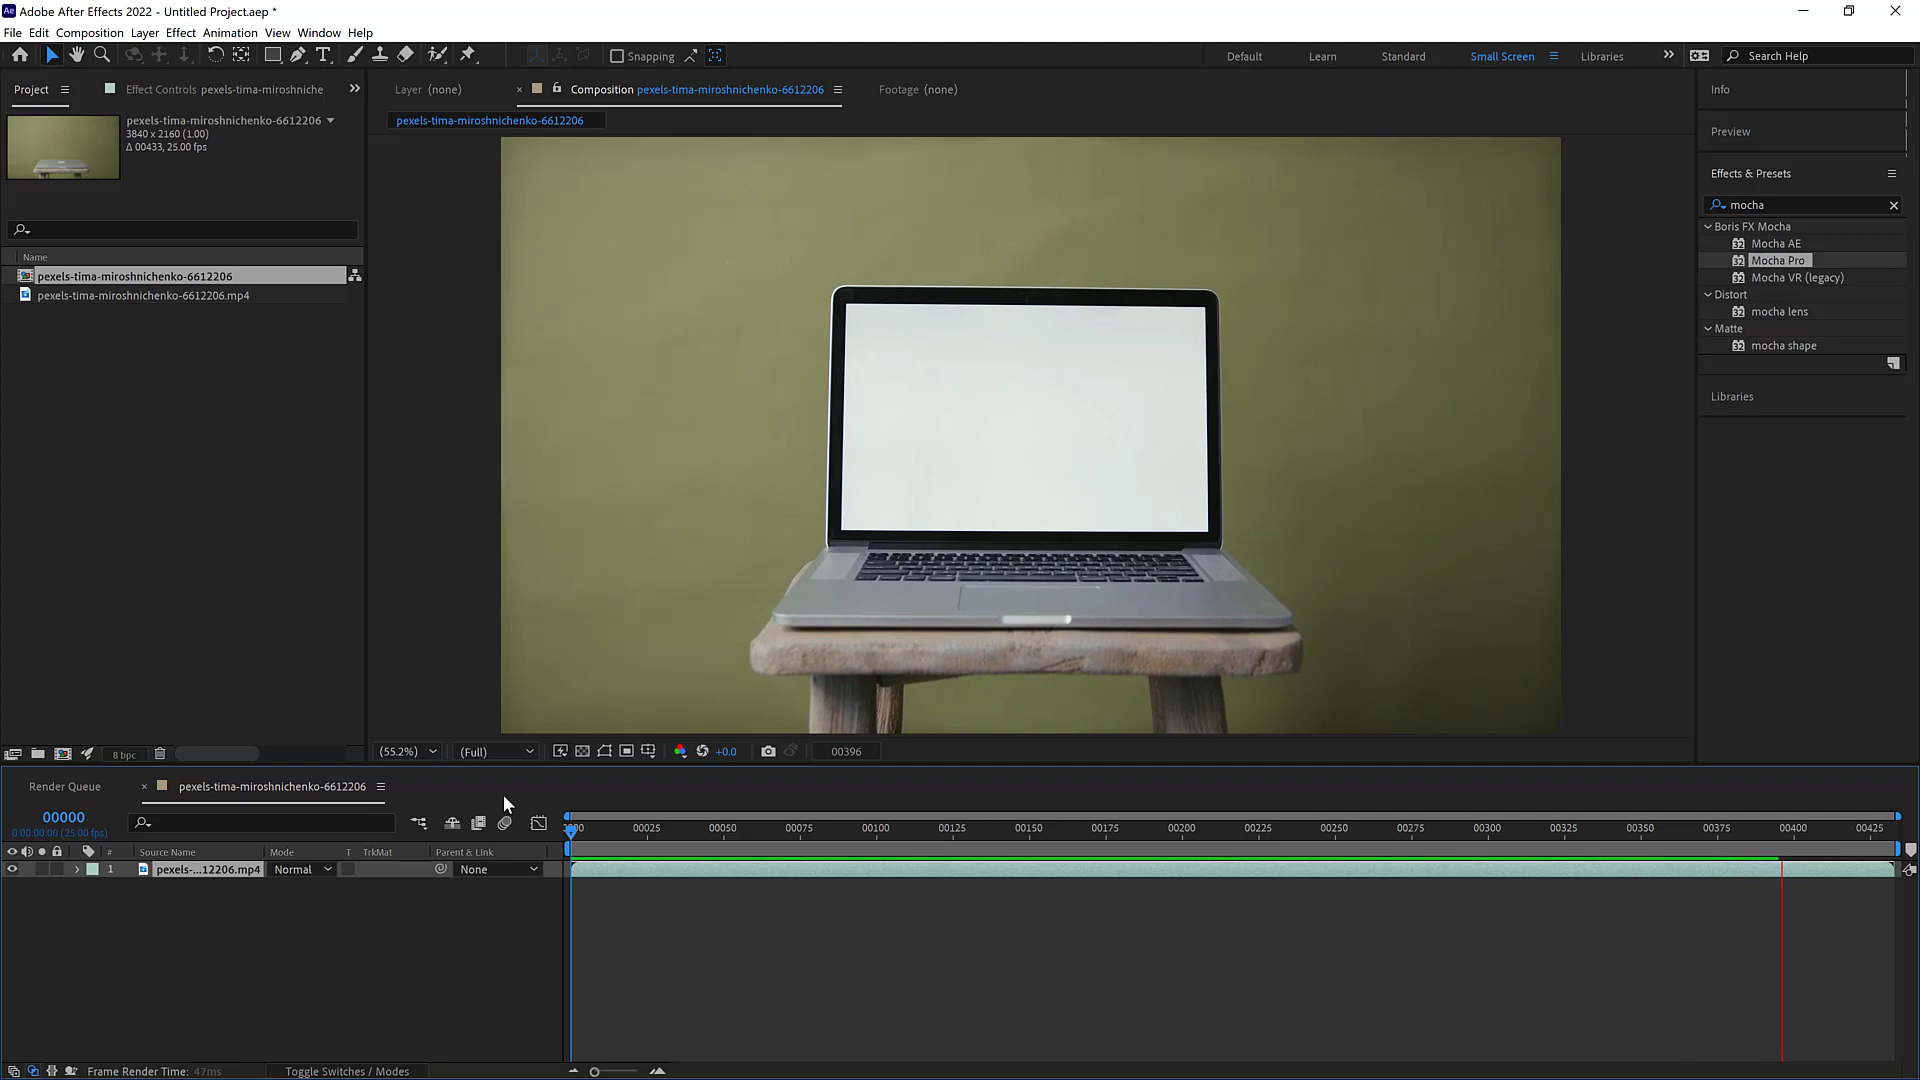 Ae Adobe After Effects 2022 - Untitled Project.aep *
File Edit Composition Layer Effect Animation View Window Help
Snapping
Default Learn Standard Small Screen Libraries Search Help
Project Effect Controls pexels-tima-miroshniche
Layer (none) Composition pexels-tima-miroshnichenko-6612206 Footage (none)
pexels-tima-miroshnichenko-6612206
pexels-tima-miroshnichenko-6612206
3840 x 2160 (1.00)
Δ 00433, 25.00 fps
Name
pexels-tima-miroshnichenko-6612206
pexels-tima-miroshnichenko-6612206.mp4
Info
Preview
Effects & Presets
mocha
Boris FX Mocha
32 Mocha AE
32 Mocha Pro
32 Mocha VR (legacy)
Distort
32 mocha lens
Matte
32 mocha shape
Libraries
8 bpc
(55.2%) (Full) +0.0 00396
Render Queue pexels-tima-miroshnichenko-6612206
00000
0:00:00:00 (25.00 fps)
00025 00050 00075 00100 00125 00150 00175 00200 00225 00250 00275 00300 00325 00350 00375 00400 00425
# Source Name Mode T TrkMat Parent & Link
1 pexels-...12206.mp4 Normal None
Frame Render Time: 47ms Toggle Switches / Modes